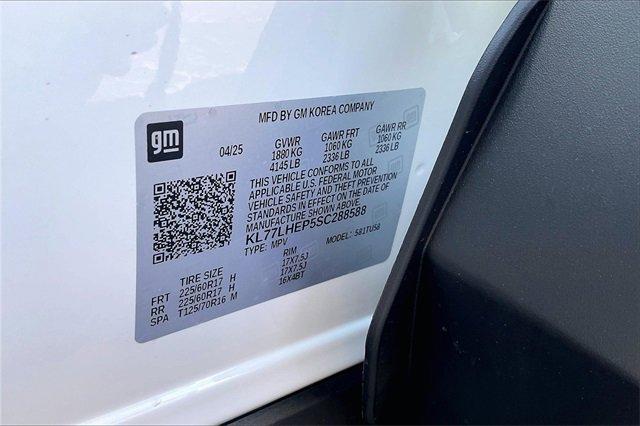 MFD BY GM KOREA COMPANY
gm
04/25 GVWR GAWR FRT GAWR RR
1880 KG 1060 KG 1060 KG
4145 LB 2336 LB 2336 LB
THIS VEHICLE CONFORMS TO ALL
APPLICABLE U.S. FEDERAL MOTOR
VEHICLE SAFETY AND THEFT PREVENTION
STANDARDS IN EFFECT ON THE DATE OF
MANUFACTURE SHOWN ABOVE.
KL77LHEP5SC288588
TYPE: MPV MODEL: 581TU58
TIRE SIZE RIM
FRT 225/60R17 H 17X7.5J
RR 225/60R17 H 17X7.5J
SPA T125/70R16 M 16X4BT